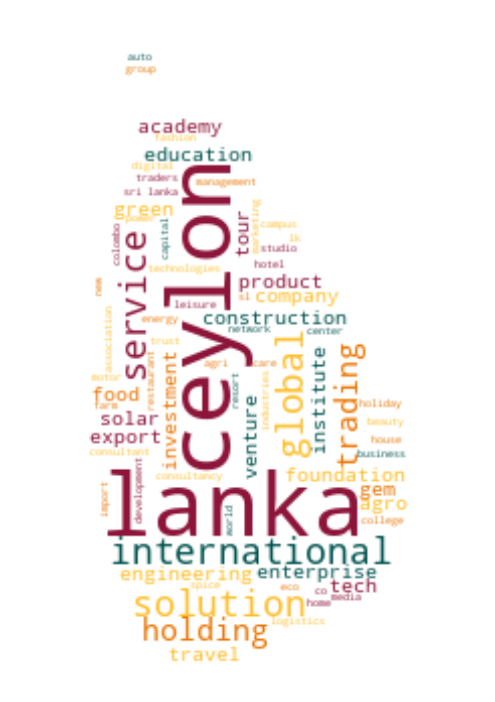 auto
group
academy
fashion
education
digital
traders
management
sri lanka
green
power
ceylon
tour
marketing
campus
colombo
service
capital
lk
studio
technologies
hotel
new
product
sl
company
leisure
association
energy
construction
network
center
trust
global
institute
trading
restaurant
investment
agri
care
motor
resort
industries
food
farm
venture
holiday
solar
beauty
export
house
consultant
business
lanka
development
consultancy
foundation
import
gem
agro
world
college
international
engineering
enterprise
spice
eco
co
tech
solution
home
media
holding
logistics
travel